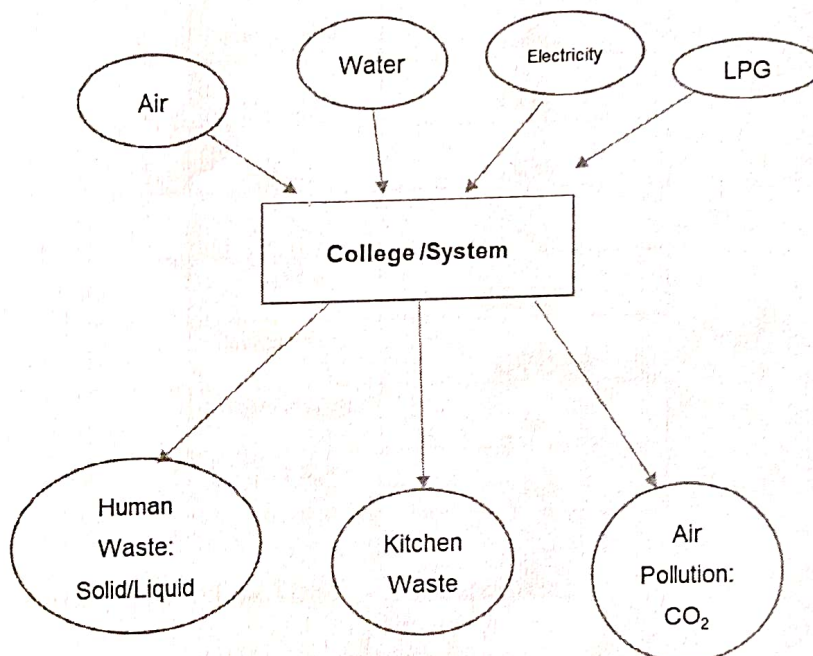 Air
Water
Electricity
LPG
College/System
Human
Waste:
Solid/Liquid
Kitchen
Waste
Air
Pollution:
CO₂